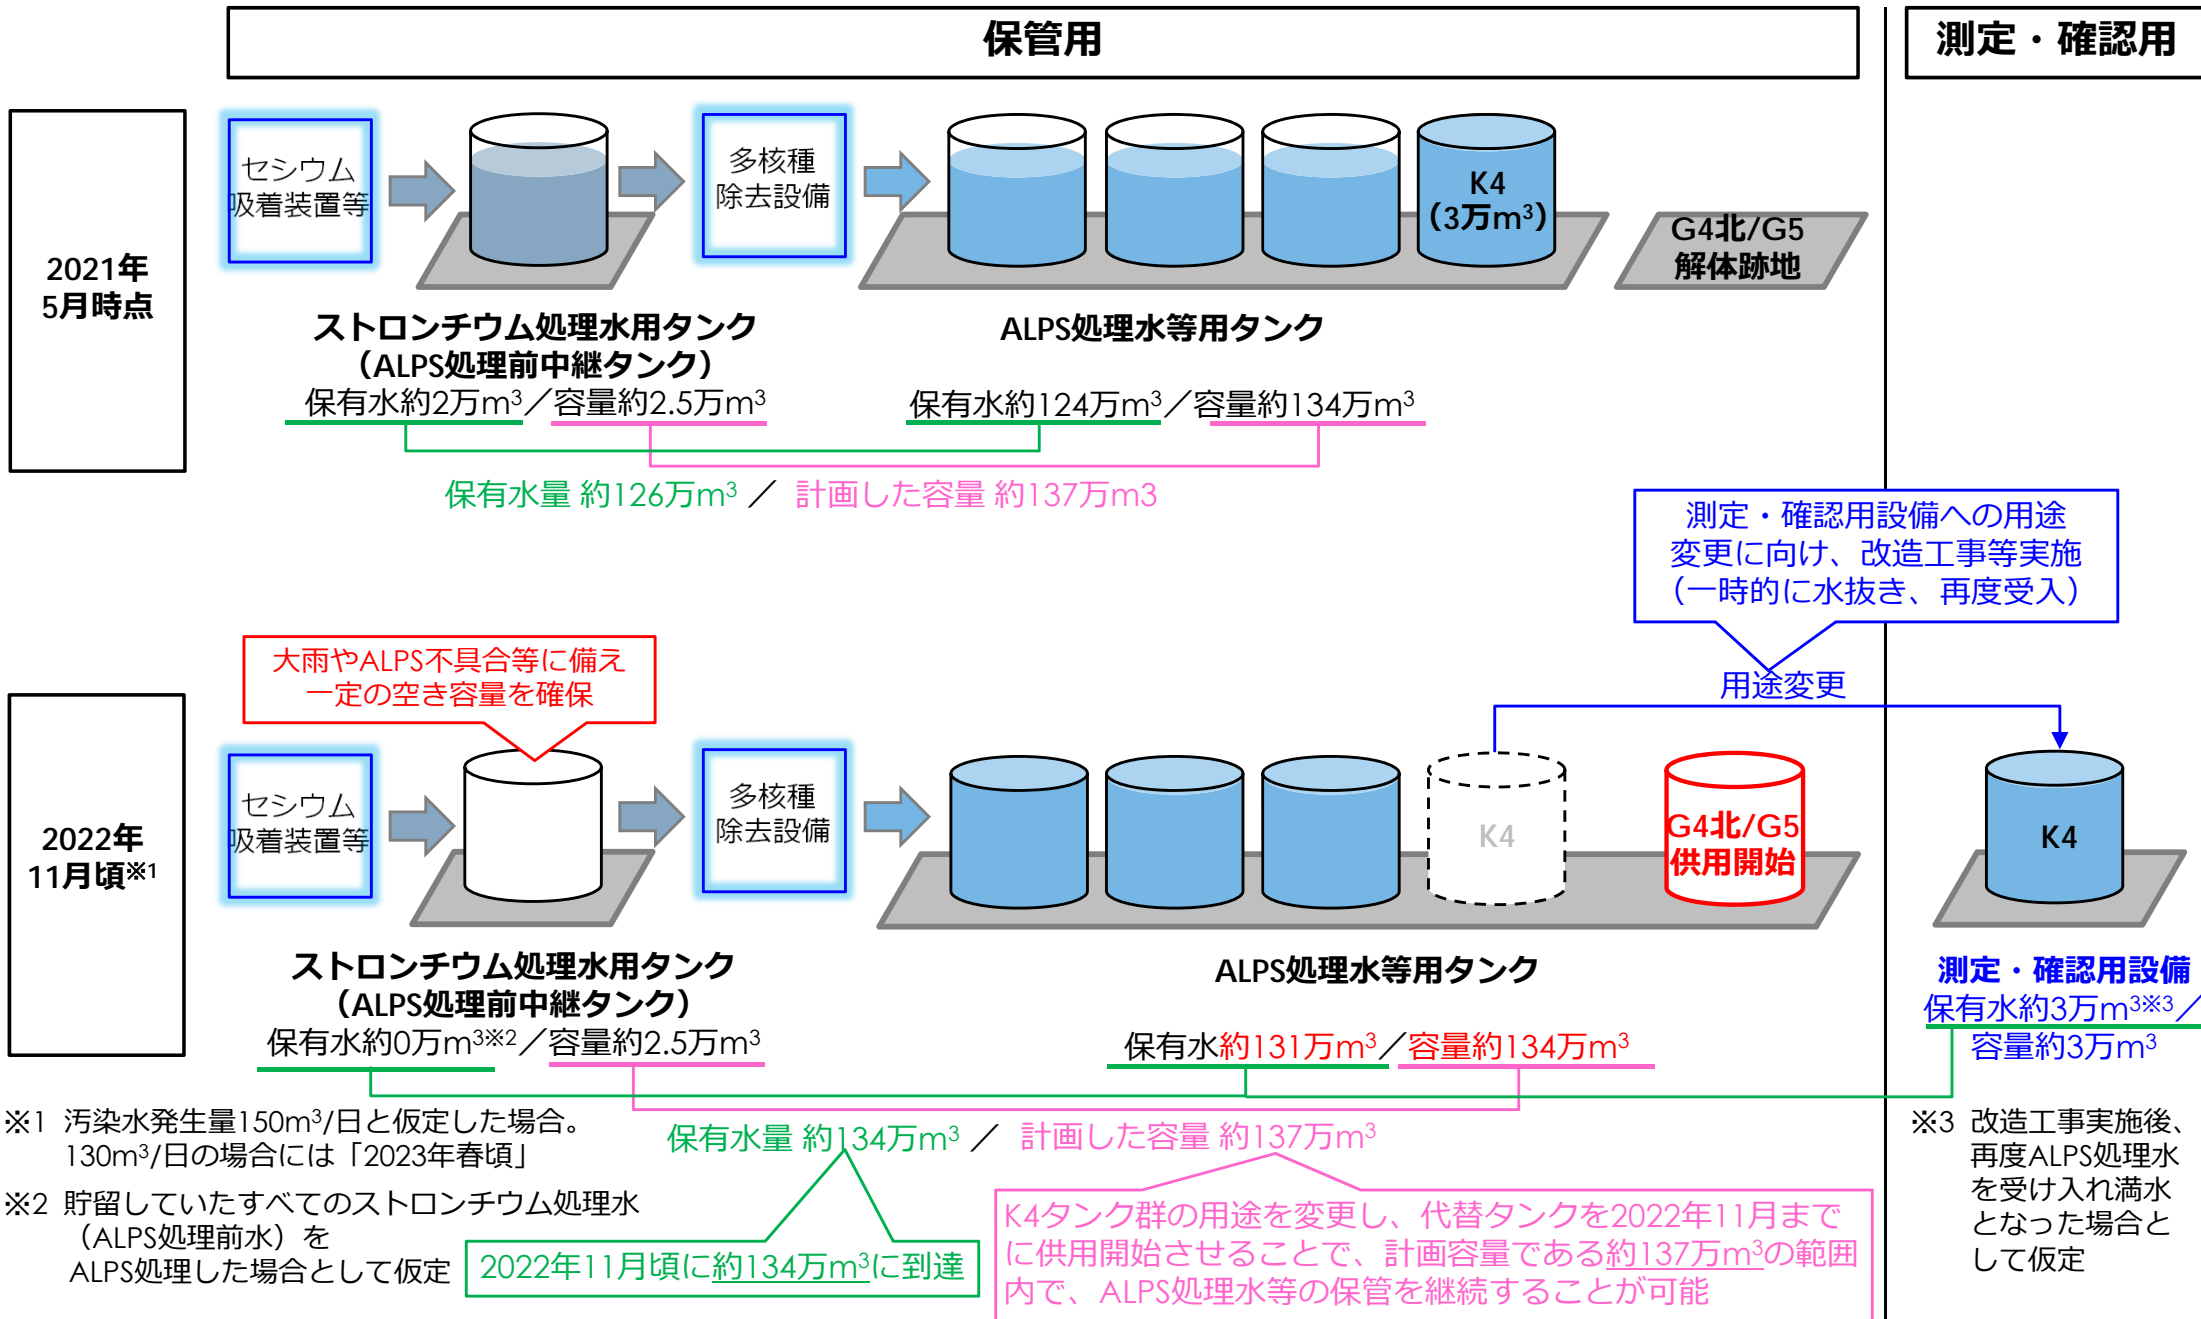 保管用
測定・確認用
2021年
5月時点
セシウム
吸着装置等
多核種
除去設備
K4
(3万m³)
G4北/G5
解体跡地
ストロンチウム処理水用タンク
（ALPS処理前中継タンク）
保有水約2万m³／容量約2.5万m³
ALPS処理水等用タンク
保有水約124万m³／容量約134万m³
保有水量 約126万m³ ／ 計画した容量 約137万m3
測定・確認用設備への用途
変更に向け、改造工事等実施
（一時的に水抜き、再度受入）
用途変更
大雨やALPS不具合等に備え
一定の空き容量を確保
2022年
11月頃※1
セシウム
吸着装置等
多核種
除去設備
K4
G4北/G5
供用開始
K4
ストロンチウム処理水用タンク
（ALPS処理前中継タンク）
保有水約0万m³※2／容量約2.5万m³
ALPS処理水等用タンク
保有水約131万m³／容量約134万m³
測定・確認用設備
保有水約3万m³※3／
容量約3万m³
保有水量 約134万m³ ／ 計画した容量 約137万m³
※1 汚染水発生量150m³/日と仮定した場合。
130m³/日の場合には「2023年春頃」
※2 貯留していたすべてのストロンチウム処理水
（ALPS処理前水）を
ALPS処理した場合として仮定
2022年11月頃に約134万m³に到達
K4タンク群の用途を変更し、代替タンクを2022年11月まで
に供用開始させることで、計画容量である約137万m³の範囲
内で、ALPS処理水等の保管を継続することが可能
※3 改造工事実施後、
再度ALPS処理水
を受け入れ満水
となった場合と
して仮定